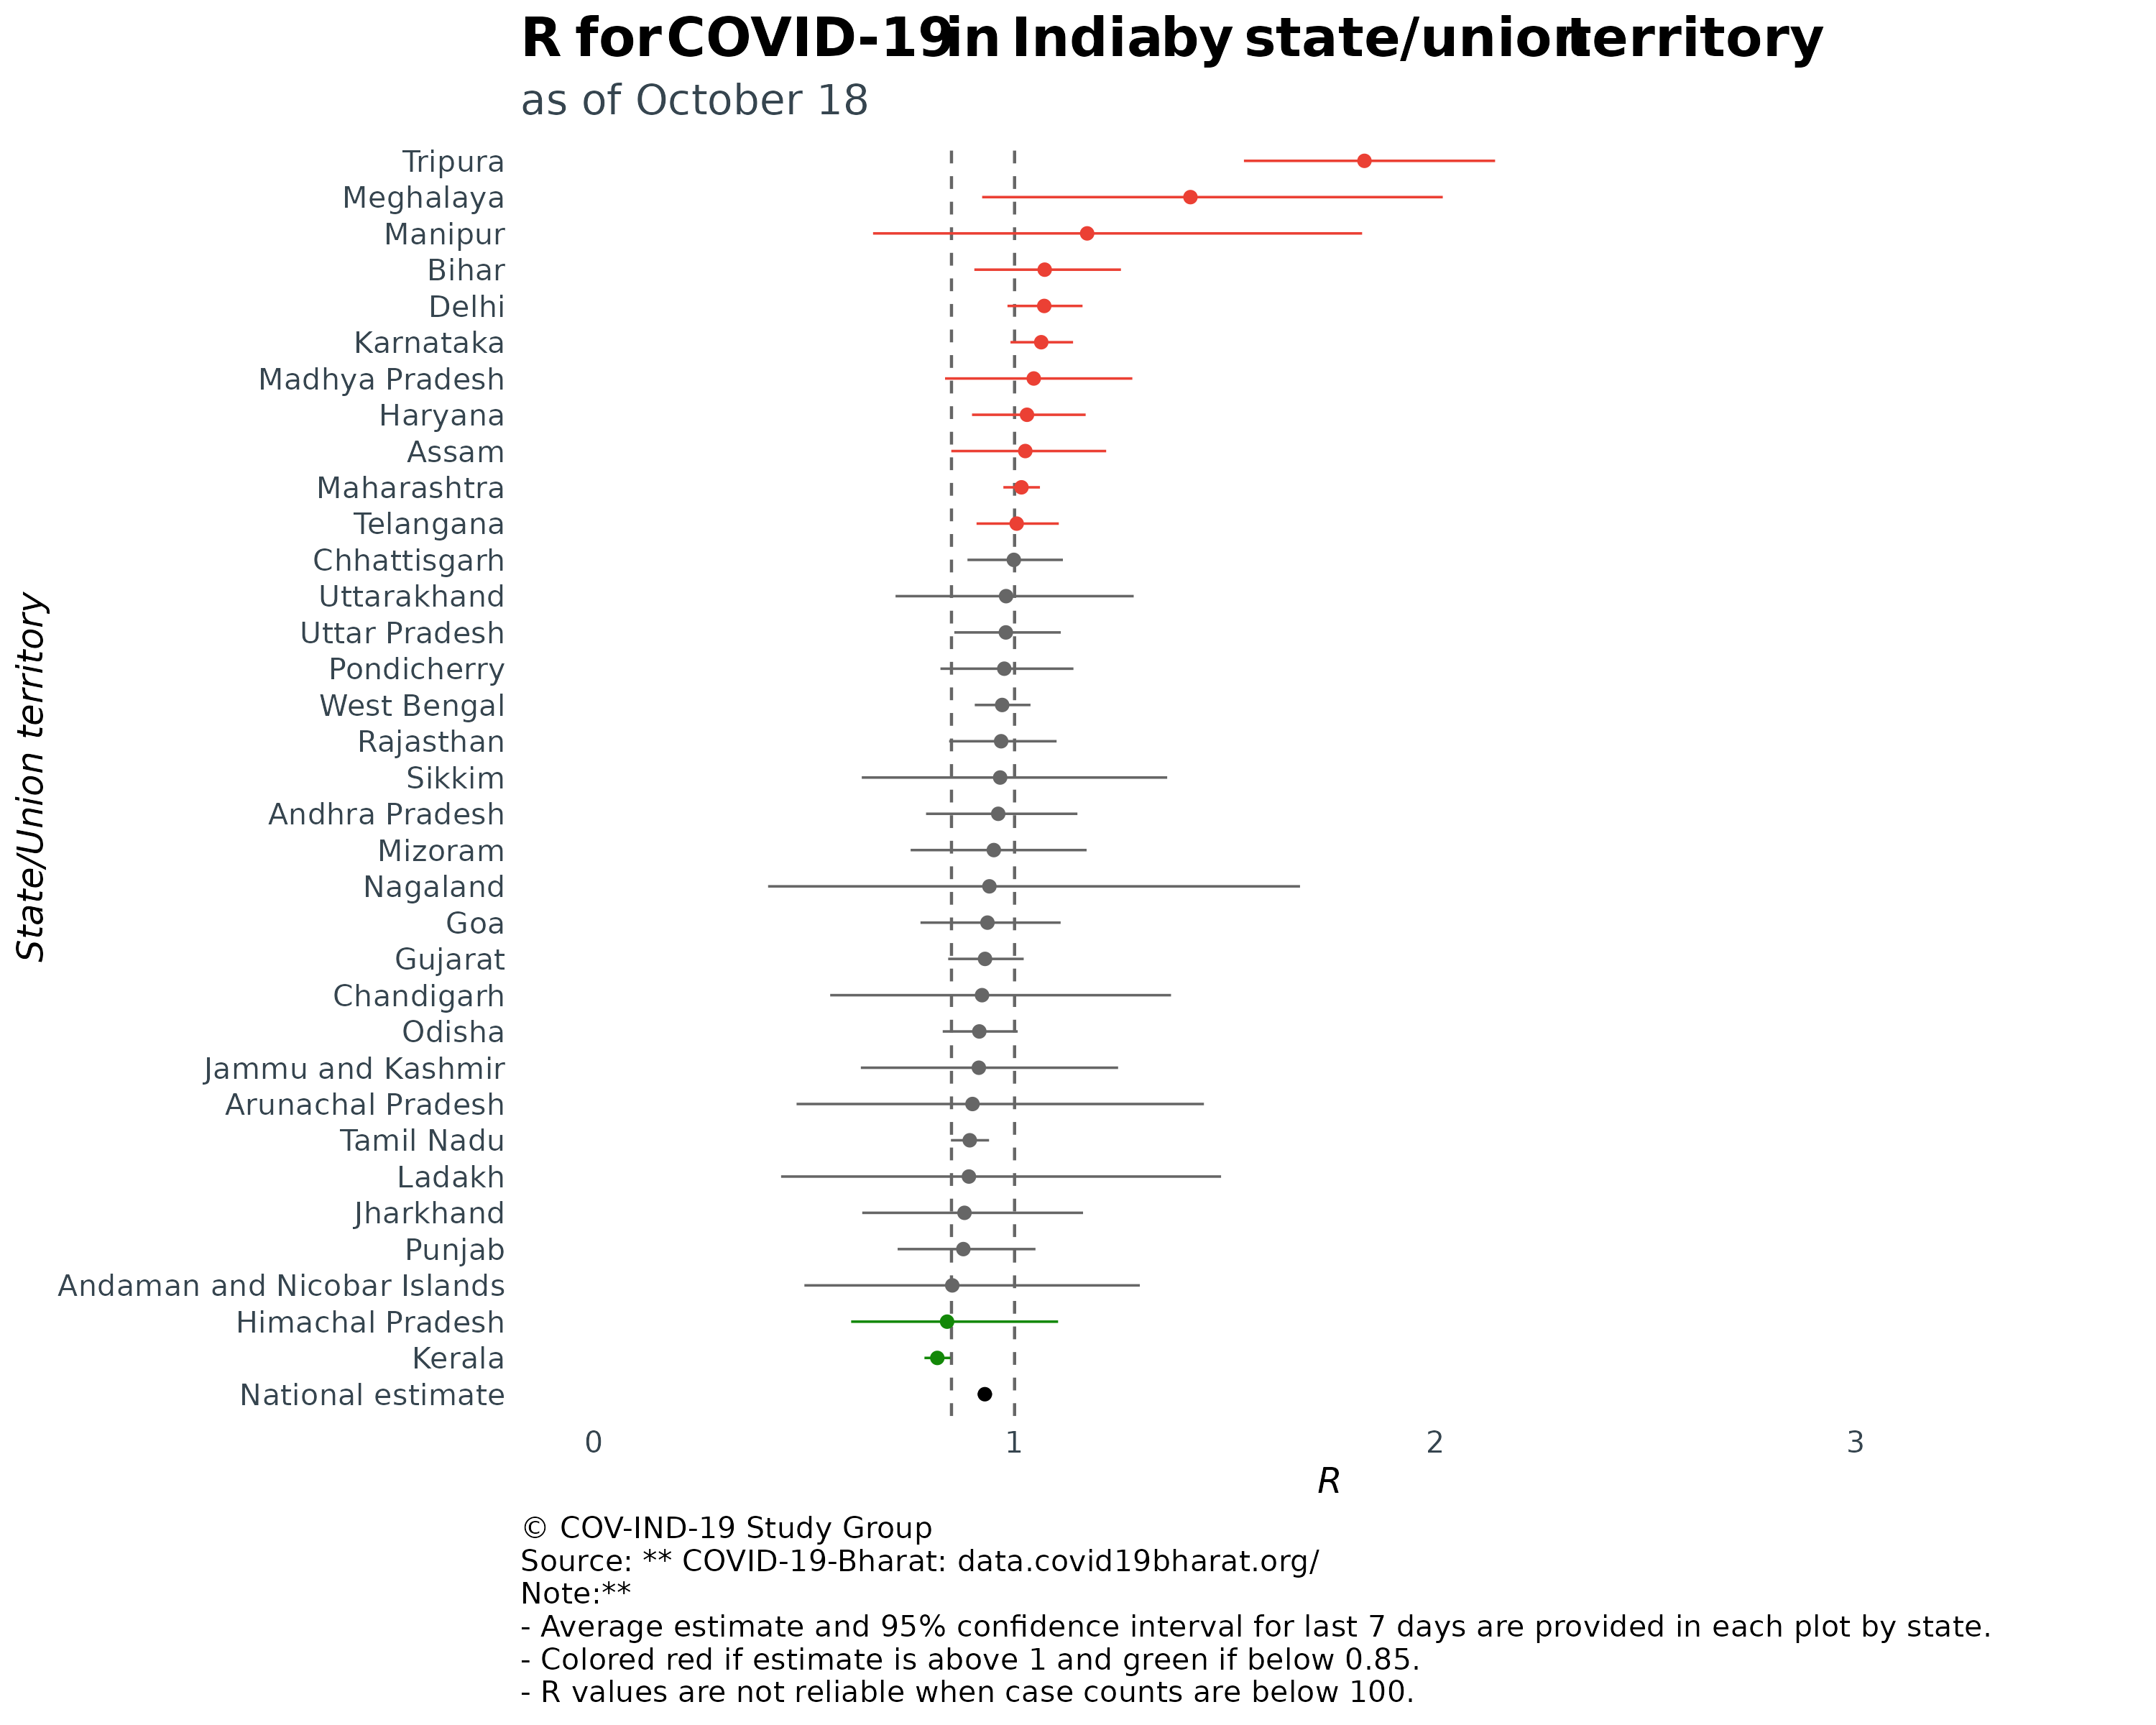 R for COVID-19 in India by state/union territory
as of October 18
Tripura
Meghalaya
Manipur
Bihar
Delhi
Karnataka
Madhya Pradesh
Haryana
Assam
Maharashtra
Telangana
Chhattisgarh
Uttarakhand
Uttar Pradesh
Pondicherry
West Bengal
Rajasthan
Sikkim
Andhra Pradesh
Mizoram
Nagaland
Goa
Gujarat
Chandigarh
Odisha
Jammu and Kashmir
Arunachal Pradesh
Tamil Nadu
Ladakh
Jharkhand
Punjab
Andaman and Nicobar Islands
Himachal Pradesh
Kerala
National estimate
State/Union territory
0 1 2 3
R
© COV-IND-19 Study Group
Source: ** COVID-19-Bharat: data.covid19bharat.org/
Note:**
- Average estimate and 95% confidence interval for last 7 days are provided in each plot by state.
- Colored red if estimate is above 1 and green if below 0.85.
- R values are not reliable when case counts are below 100.